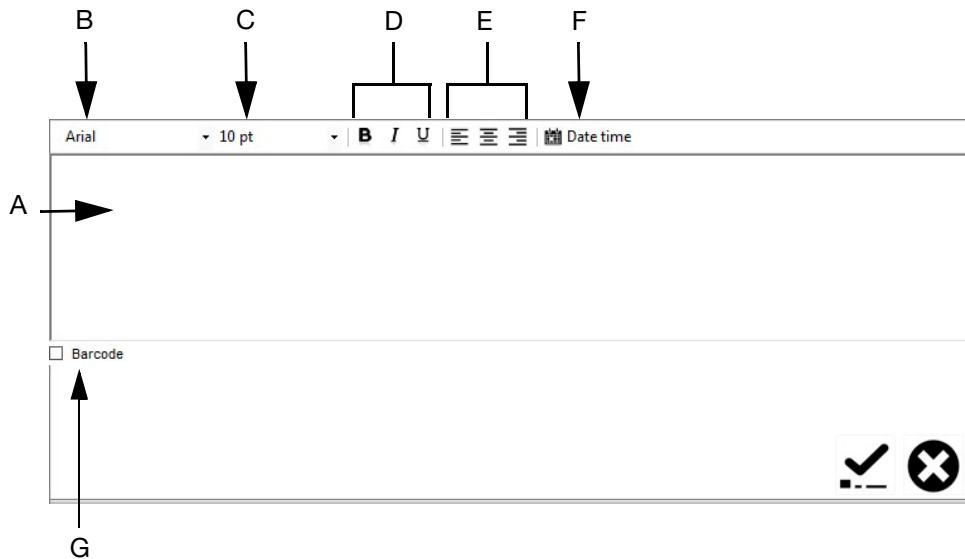 B C D E F
Arial 10 pt B I U Date time
A
Barcode
G